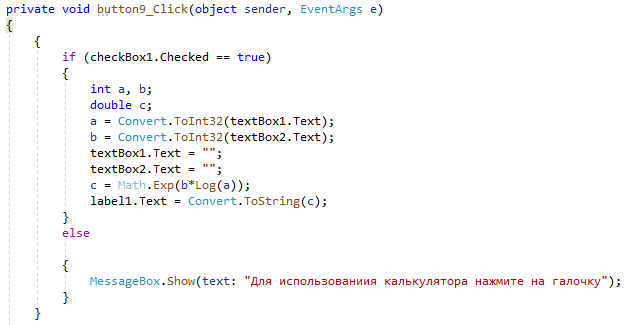 private void button9_Click(object sender, EventArgs e)
{
{
if (checkBox1.Checked == true)
{
int a, b;
double c;
a = Convert.ToInt32(textBox1.Text);
b = Convert.ToInt32(textBox2.Text);
textBox1.Text = "";
textBox2.Text = "";
c = Math.Exp(b*Log(a));
label1.Text = Convert.ToString(c);
}
else
{
MessageBox.Show(text: "Для использованиия калькулятора нажмите на галочку");
}
}